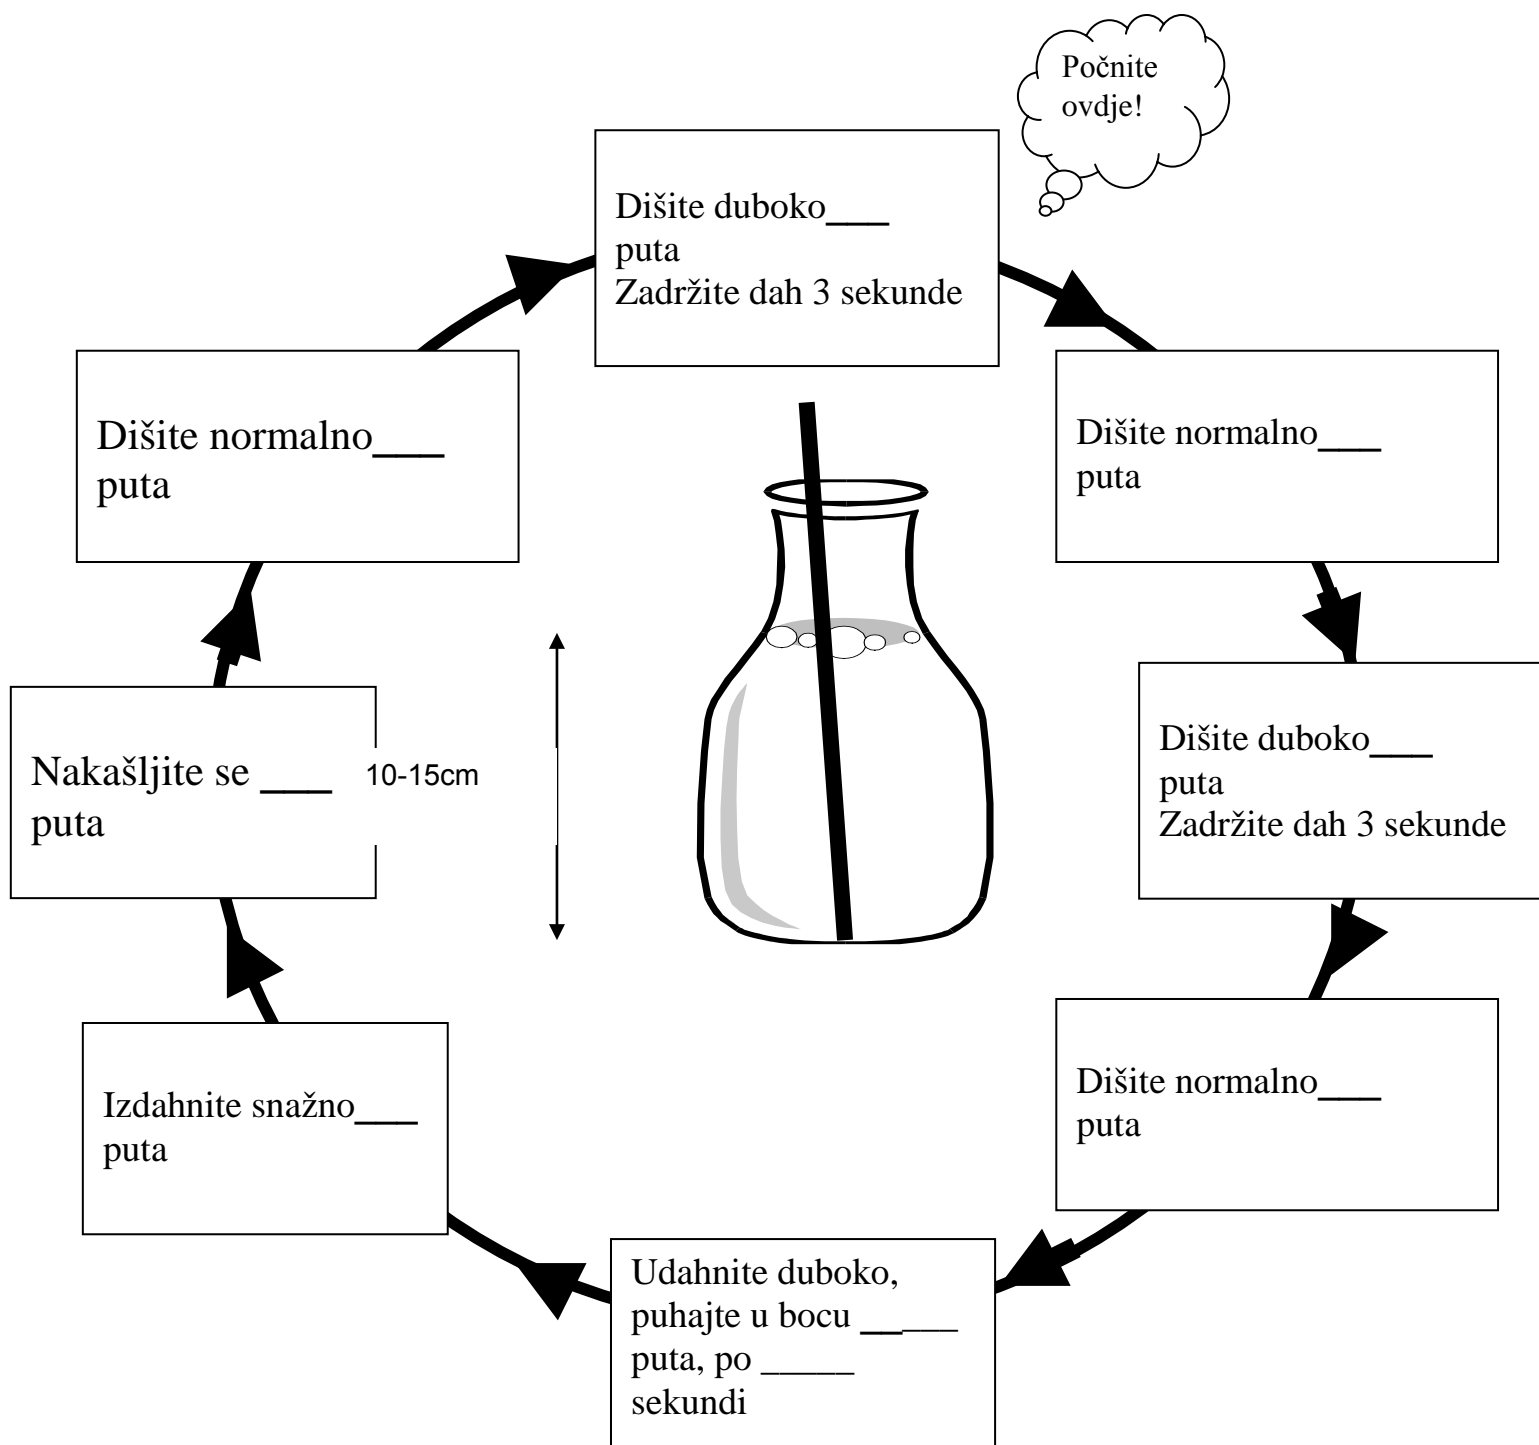 Počnite
ovdje!
Dišite duboko___
puta
Zadržite dah 3 sekunde
Dišite normalno___
puta
Dišite duboko___
puta
Zadržite dah 3 sekunde
Dišite normalno___
puta
Udahnite duboko,
puhajte u bocu _____
puta, po _____
sekundi
Izdahnite snažno___
puta
Nakašljite se ___
puta
10-15cm
Dišite normalno___
puta